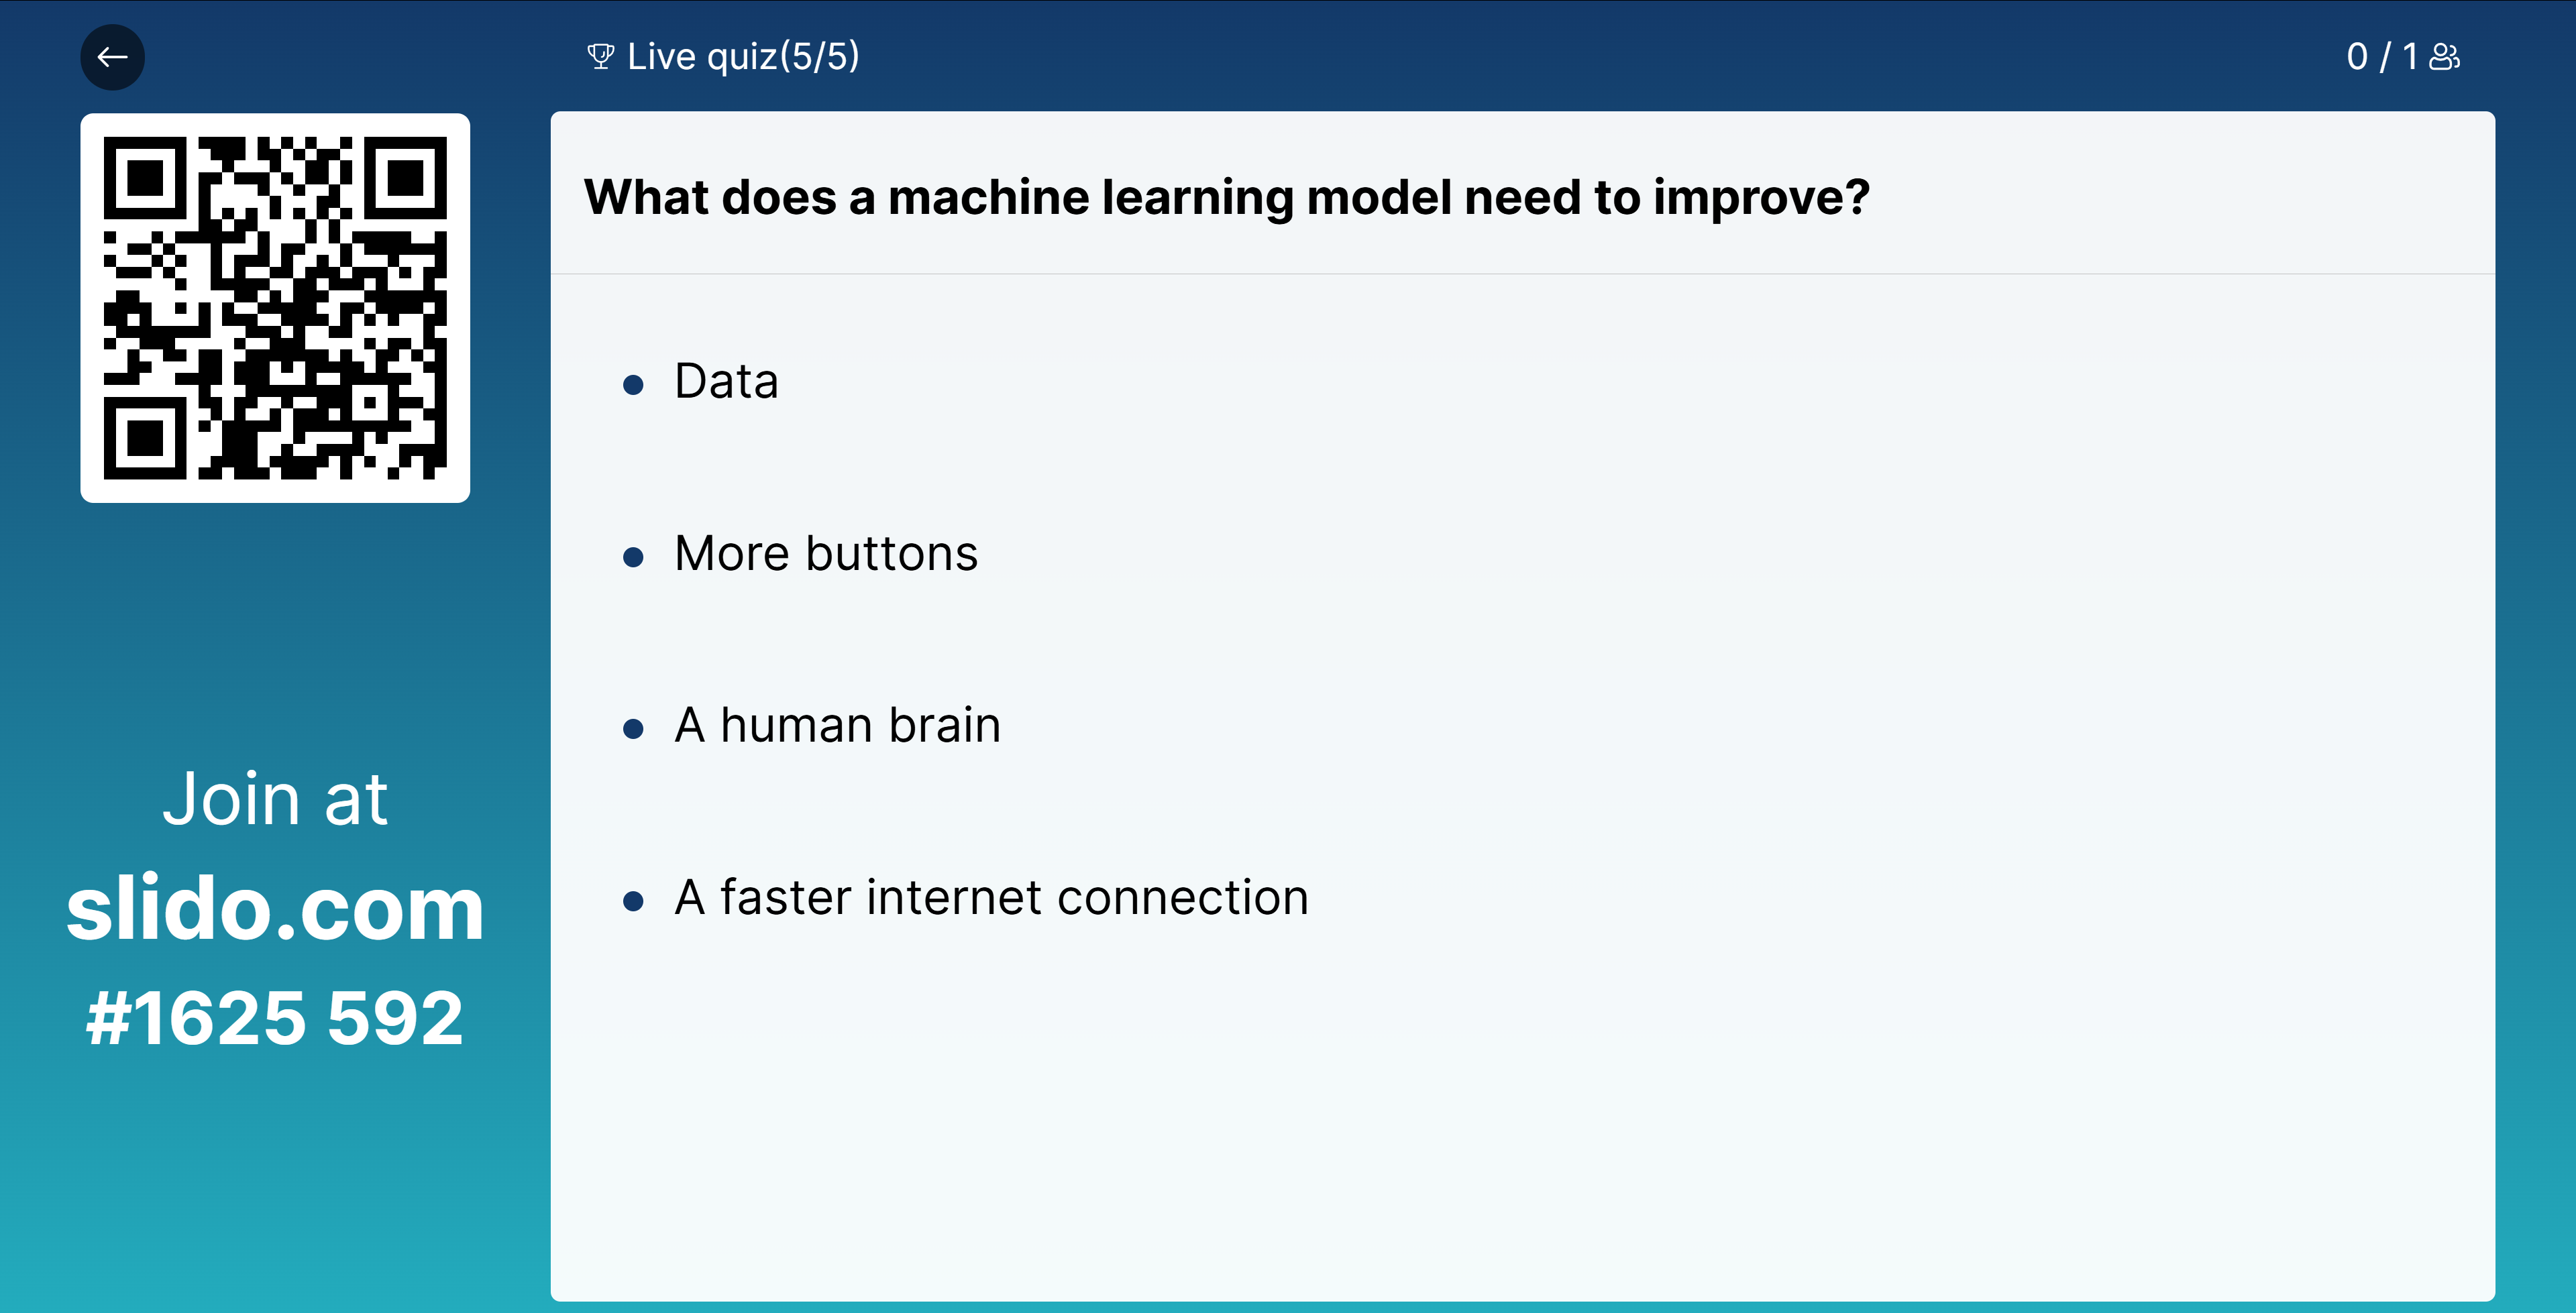 Live quiz(5/5)
0 / 1
What does a machine learning model need to improve?
Data
More buttons
A human brain
A faster internet connection
Join at
slido.com
#1625 592